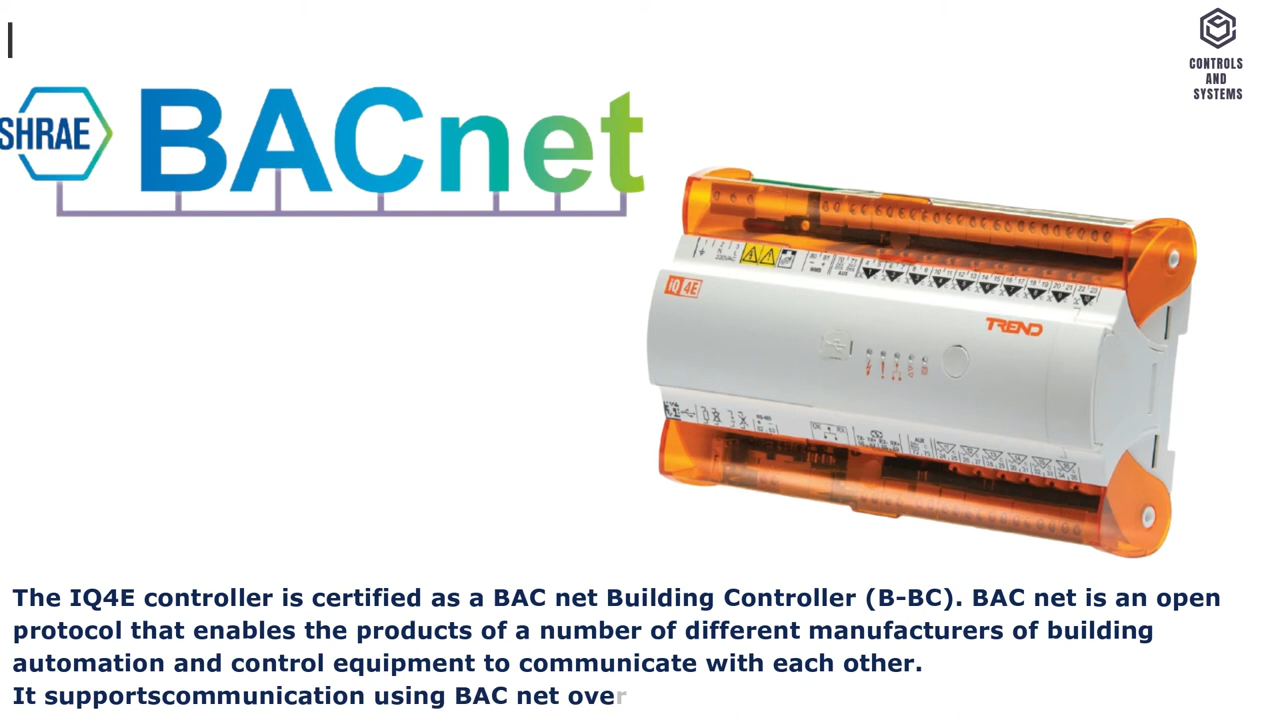 CONTROLS
AND
SYSTEMS
SHRAE BACnet
IQ 4E
TREND
The IQ4E controller is certified as a BAC net Building Controller (B-BC). BAC net is an open
protocol that enables the products of a number of different manufacturers of building
automation and control equipment to communicate with each other.
It supportscommunication using BAC net over